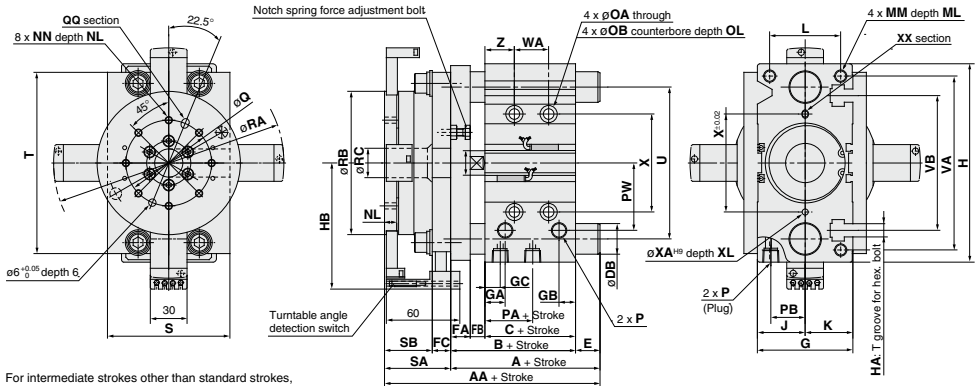 22.5°
QQ section
8 x NN depth NL
45°
øQ
øRA
T
ø6 +0.05 0 depth 6
30
S
Notch spring force adjustment bolt
4 x øOA through
4 x øOB counterbore depth OL
Z
WA
øRB
øRC
HB
NL
X
U
PW
øDB
GA
GC
GB
Turntable angle
detection switch
60
FA
FB
PA + Stroke
2 x P
C + Stroke
SB
FC
B + Stroke
E
SA
A + Stroke
AA + Stroke
4 x MM depth ML
L
XX section
X ±0.02
VB
VA
H
øXA H9 depth XL
2 x P
(Plug)
PB
J
K
G
HA: T groove for hex. bolt
For intermediate strokes other than standard strokes,